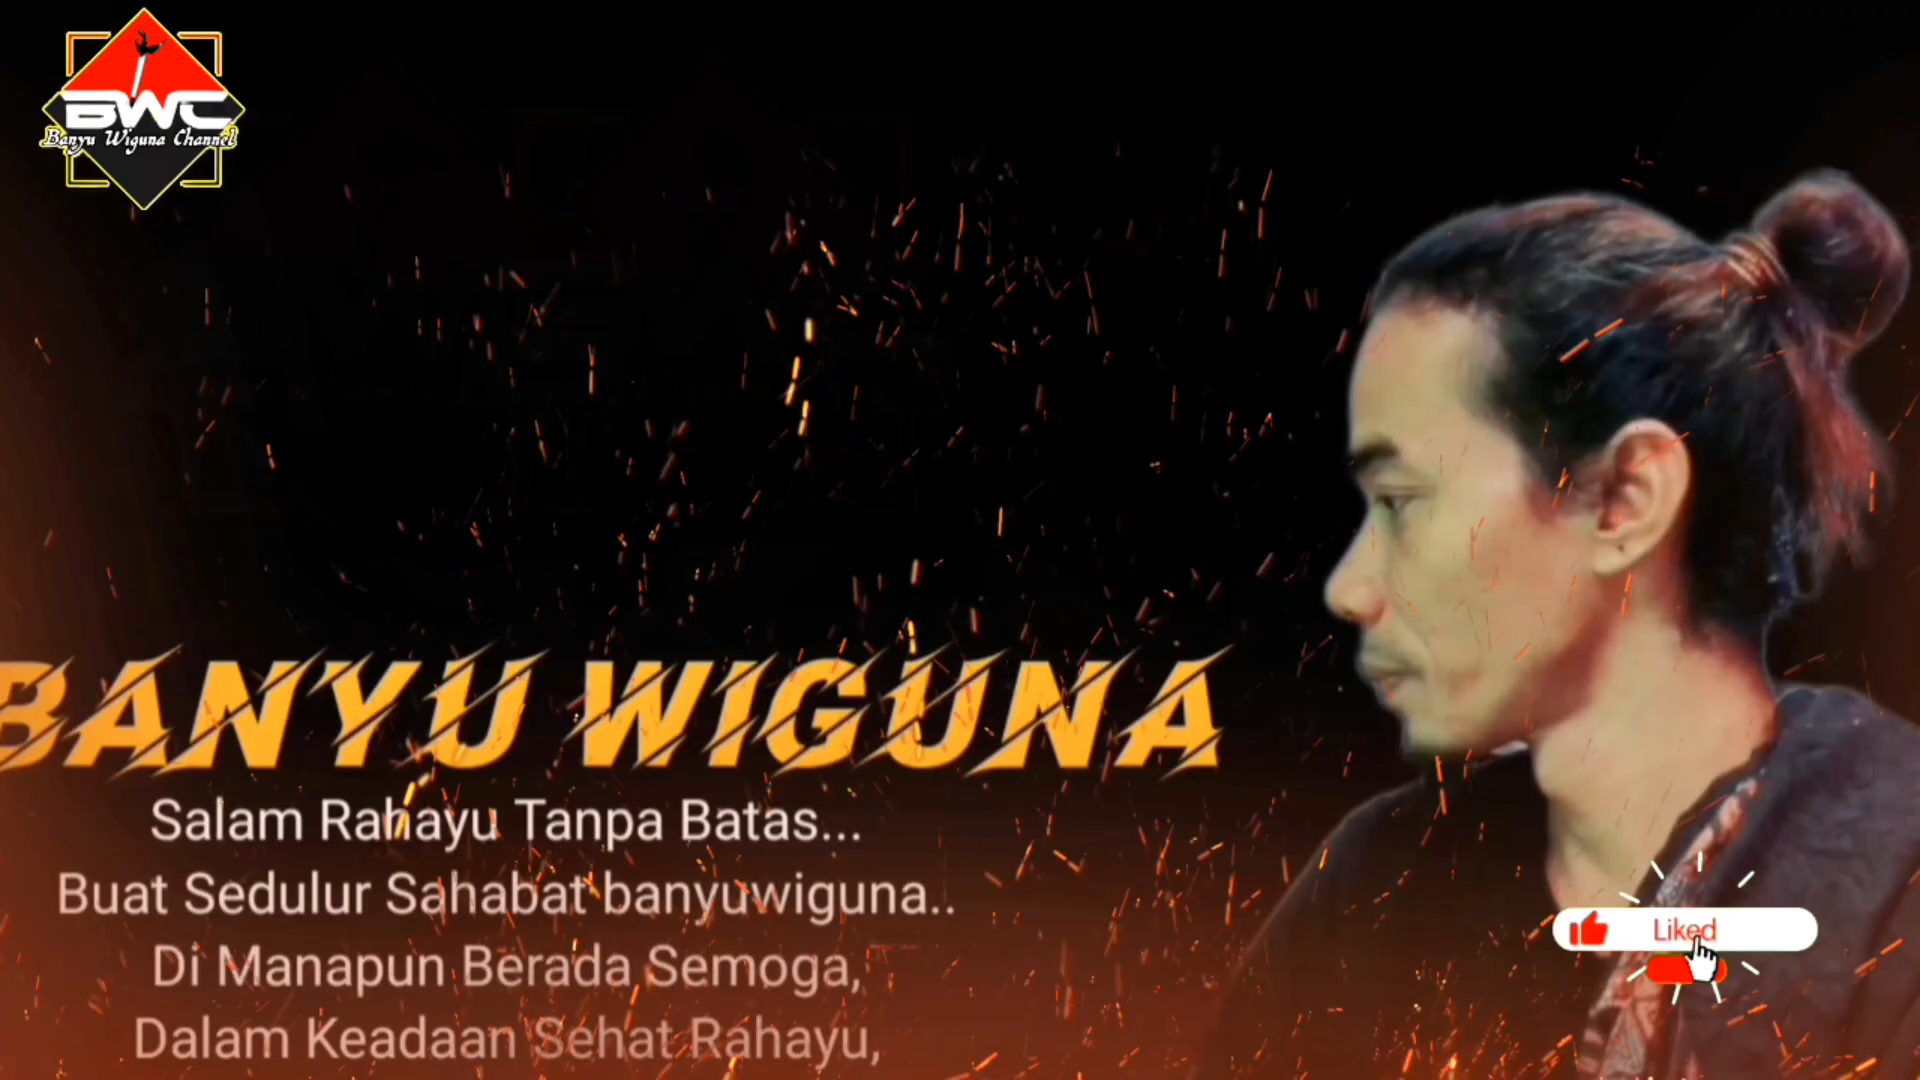 BWC
Banyu Wiguna Channel
BANYU WIGUNA
Salam Rahayu Tanpa Batas...
Buat Sedulur Sahabat banyuwiguna..
Di Manapun Berada Semoga,
Dalam Keadaan Sehat Rahayu,
Liked